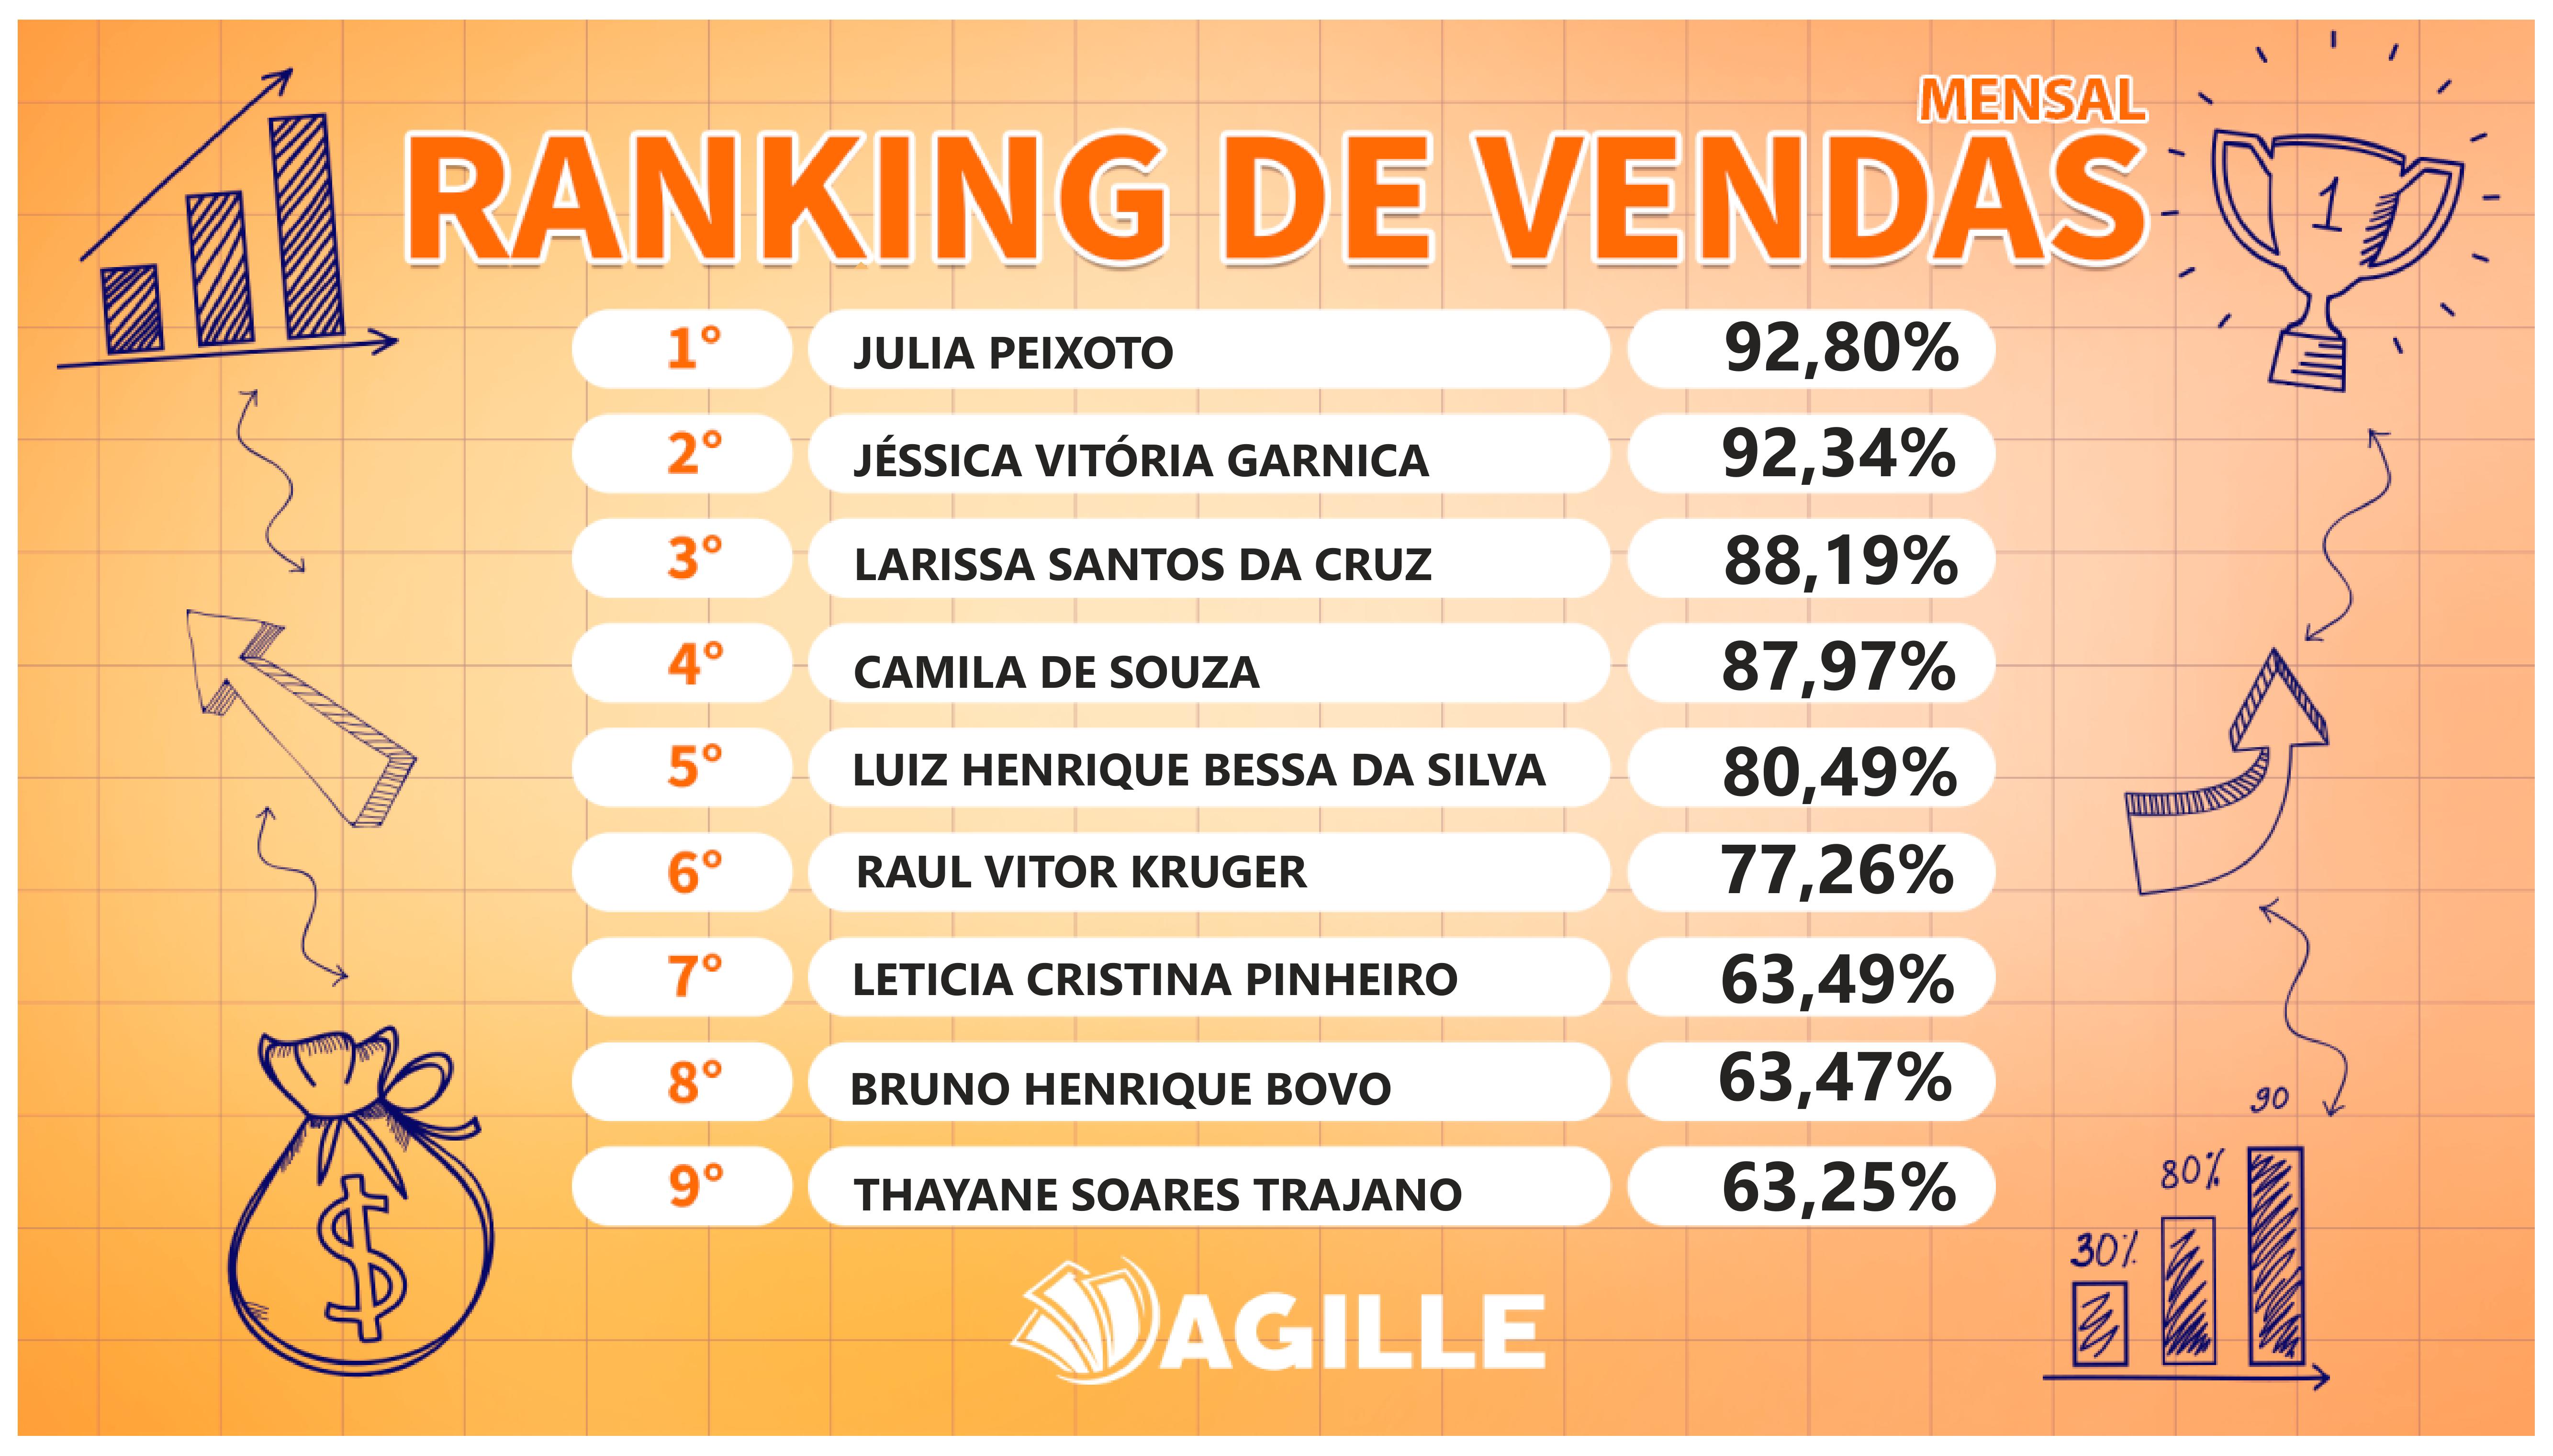 MENSAL
RANKING DE VENDAS
1
1° JULIA PEIXOTO 92,80%
2° JÉSSICA VITÓRIA GARNICA 92,34%
3° LARISSA SANTOS DA CRUZ 88,19%
4° CAMILA DE SOUZA 87,97%
5° LUIZ HENRIQUE BESSA DA SILVA 80,49%
6° RAUL VITOR KRUGER 77,26%
7° LETICIA CRISTINA PINHEIRO 63,49%
8° BRUNO HENRIQUE BOVO 63,47%
9° THAYANE SOARES TRAJANO 63,25%
$
90
80%
30%
AGILLE